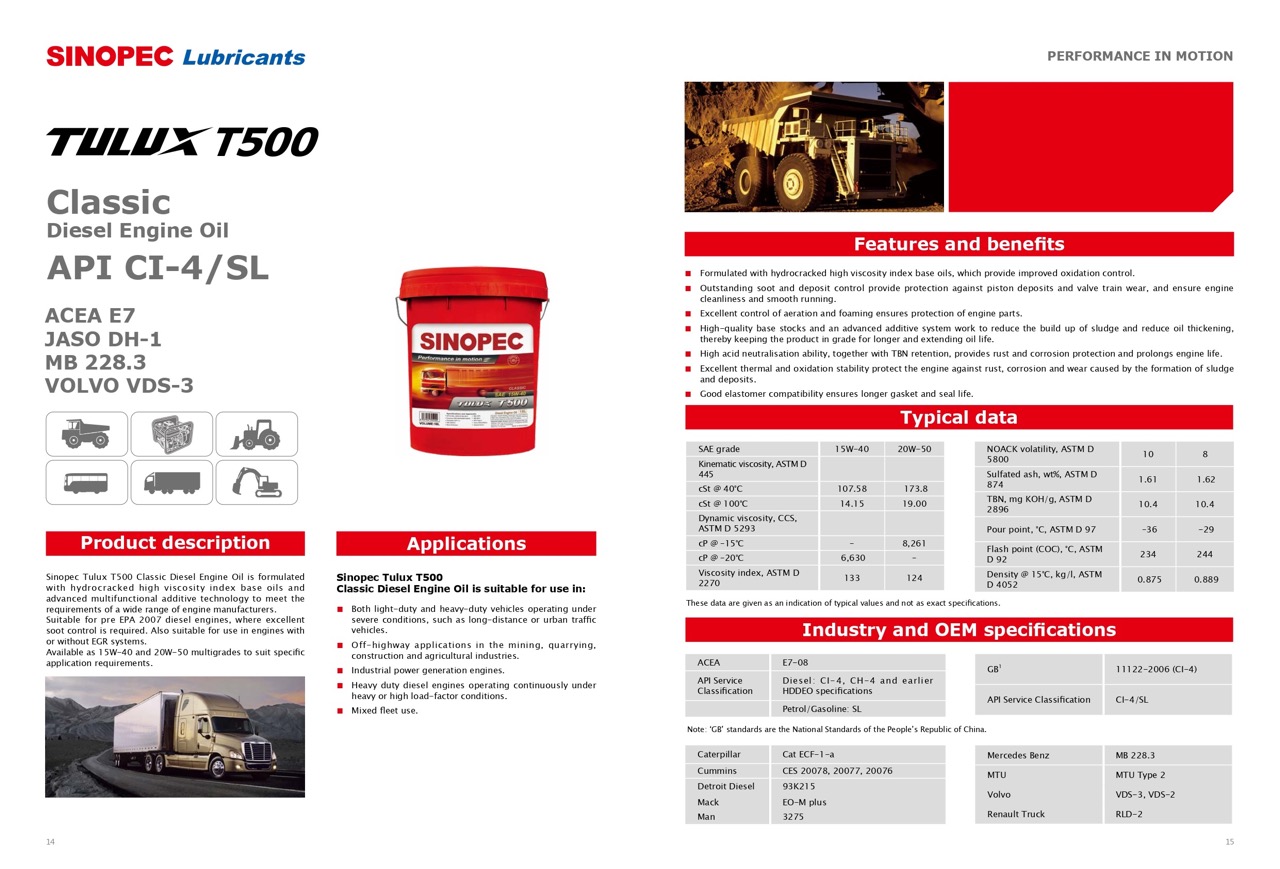 SINOPEC Lubricants
TULUX T500
Classic
Diesel Engine Oil
API CI-4/SL
ACEA E7
JASO DH-1
MB 228.3
VOLVO VDS-3
SINOPEC
Performance in motion
CLASSIC
SAE 15W-40
TULUX T500
Product description
Sinopec Tulux T500 Classic Diesel Engine Oil is formulated
with hydrocracked high viscosity index base oils and
advanced multifunctional additive technology to meet the
requirements of a wide range of engine manufacturers.
Suitable for pre EPA 2007 diesel engines, where excellent
soot control is required. Also suitable for use in engines with
or without EGR systems.
Available as 15W-40 and 20W-50 multigrades to suit specific
application requirements.
Applications
Sinopec Tulux T500
Classic Diesel Engine Oil is suitable for use in:
Both light-duty and heavy-duty vehicles operating under
severe conditions, such as long-distance or urban traffic
vehicles.
Off-highway applications in the mining, quarrying,
construction and agricultural industries.
Industrial power generation engines.
Heavy duty diesel engines operating continuously under
heavy or high load-factor conditions.
Mixed fleet use.
14
PERFORMANCE IN MOTION
Features and benefits
Formulated with hydrocracked high viscosity index base oils, which provide improved oxidation control.
Outstanding soot and deposit control provide protection against piston deposits and valve train wear, and ensure engine
cleanliness and smooth running.
Excellent control of aeration and foaming ensures protection of engine parts.
High-quality base stocks and an advanced additive system work to reduce the build up of sludge and reduce oil thickening,
thereby keeping the product in grade for longer and extending oil life.
High acid neutralisation ability, together with TBN retention, provides rust and corrosion protection and prolongs engine life.
Excellent thermal and oxidation stability protect the engine against rust, corrosion and wear caused by the formation of sludge
and deposits.
Good elastomer compatibility ensures longer gasket and seal life.
Typical data
SAE grade 15W-40 20W-50
Kinematic viscosity, ASTM D
445
cSt @ 40℃ 107.58 173.8
cSt @ 100℃ 14.15 19.00
Dynamic viscosity, CCS,
ASTM D 5293
cP @ -15℃ - 8,261
cP @ -20℃ 6,630 -
Viscosity index, ASTM D
2270 133 124
NOACK volatility, ASTM D
5800 10 8
Sulfated ash, wt%, ASTM D
874 1.61 1.62
TBN, mg KOH/g, ASTM D
2896 10.4 10.4
Pour point, ℃, ASTM D 97 -36 -29
Flash point (COC), ℃, ASTM
D 92 234 244
Density @ 15℃, kg/l, ASTM
D 4052 0.875 0.889
These data are given as an indication of typical values and not as exact specifications.
Industry and OEM specifications
ACEA E7-08
API Service
Classification Diesel: CI-4, CH-4 and earlier
HDDEO specifications
Petrol/Gasoline: SL
GB¹ 11122-2006 (CI-4)
API Service Classification CI-4/SL
Note: 'GB' standards are the National Standards of the People's Republic of China.
Caterpillar Cat ECF-1-a
Cummins CES 20078, 20077, 20076
Detroit Diesel 93K215
Mack EO-M plus
Man 3275
Mercedes Benz MB 228.3
MTU MTU Type 2
Volvo VDS-3, VDS-2
Renault Truck RLD-2
15